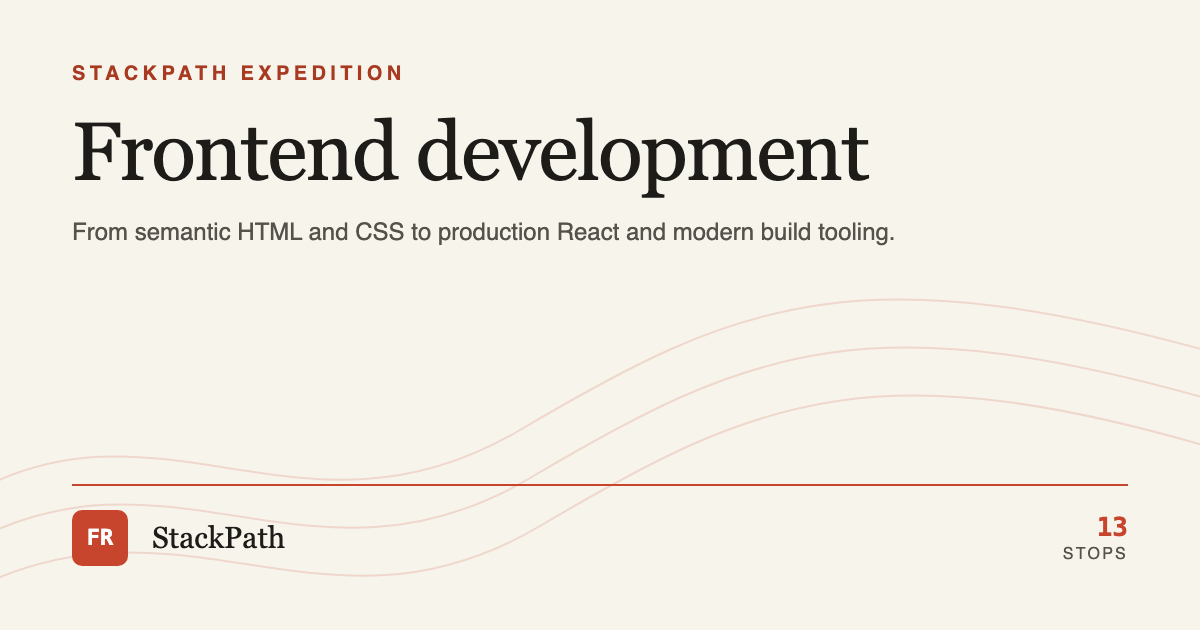 STACKPATH EXPEDITION
Frontend development
From semantic HTML and CSS to production React and modern build tooling.
FR
StackPath
13
STOPS